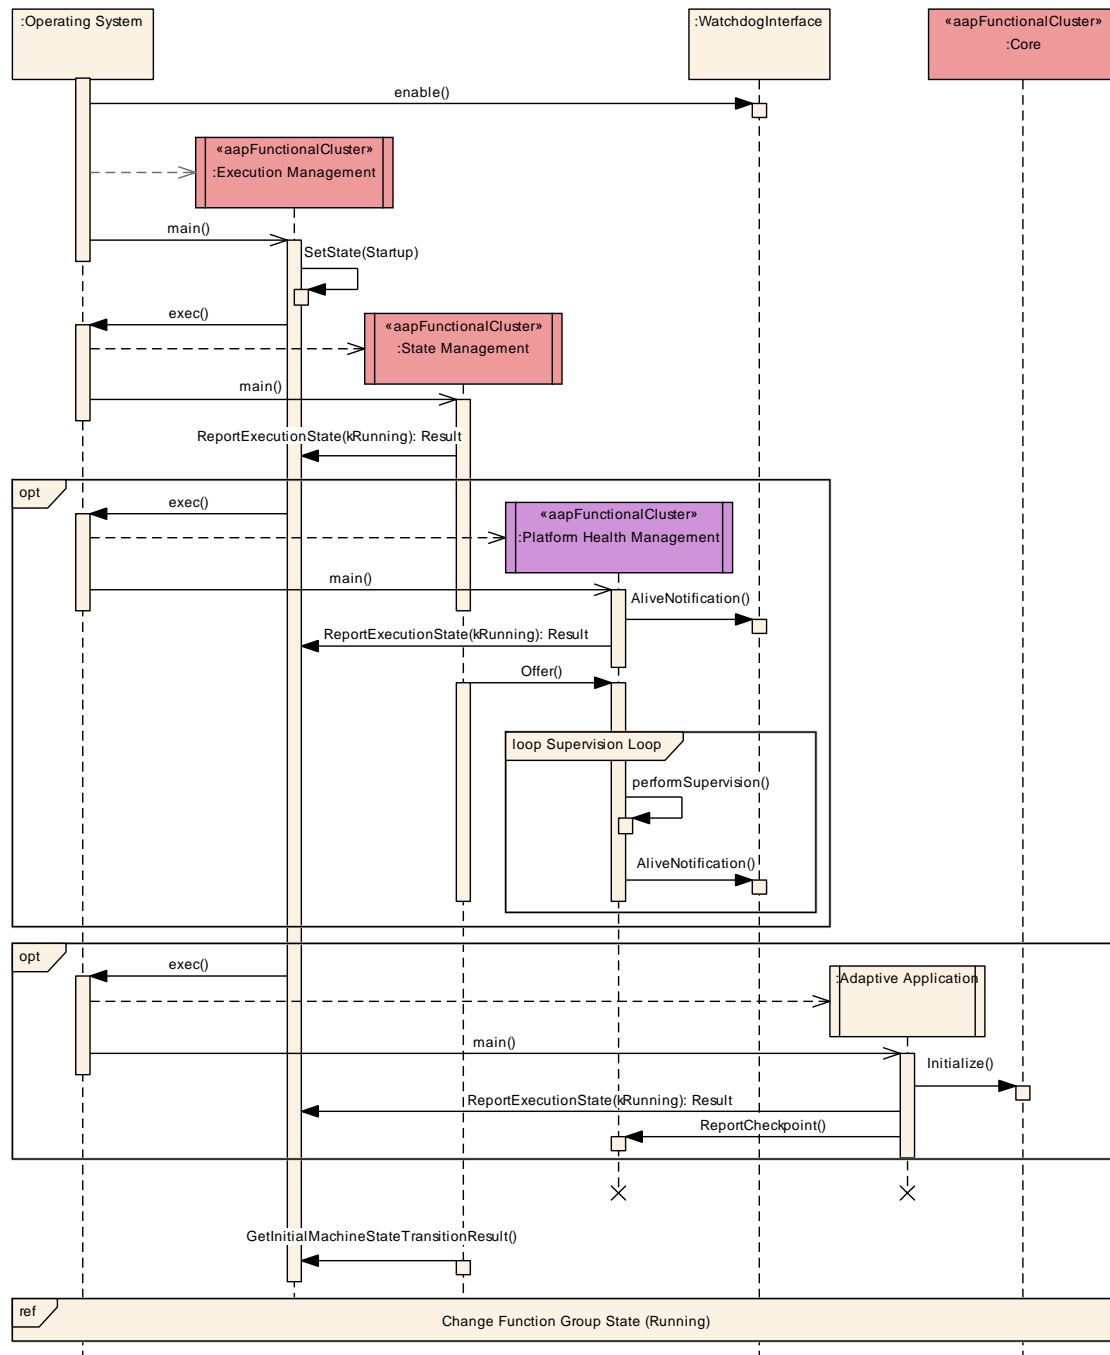 :Operating System
:WatchdogInterface
«aapFunctionalCluster»
:Core
enable()
«aapFunctionalCluster»
:Execution Management
main()
SetState(Startup)
exec()
«aapFunctionalCluster»
:State Management
main()
ReportExecutionState(kRunning): Result
opt
exec()
«aapFunctionalCluster»
:Platform Health Management
main()
AliveNotification()
ReportExecutionState(kRunning): Result
Offer()
loop Supervision Loop
performSupervision()
AliveNotification()
opt
exec()
:Adaptive Application
main()
Initialize()
ReportExecutionState(kRunning): Result
ReportCheckpoint()
GetInitialMachineStateTransitionResult()
ref
Change Function Group State (Running)